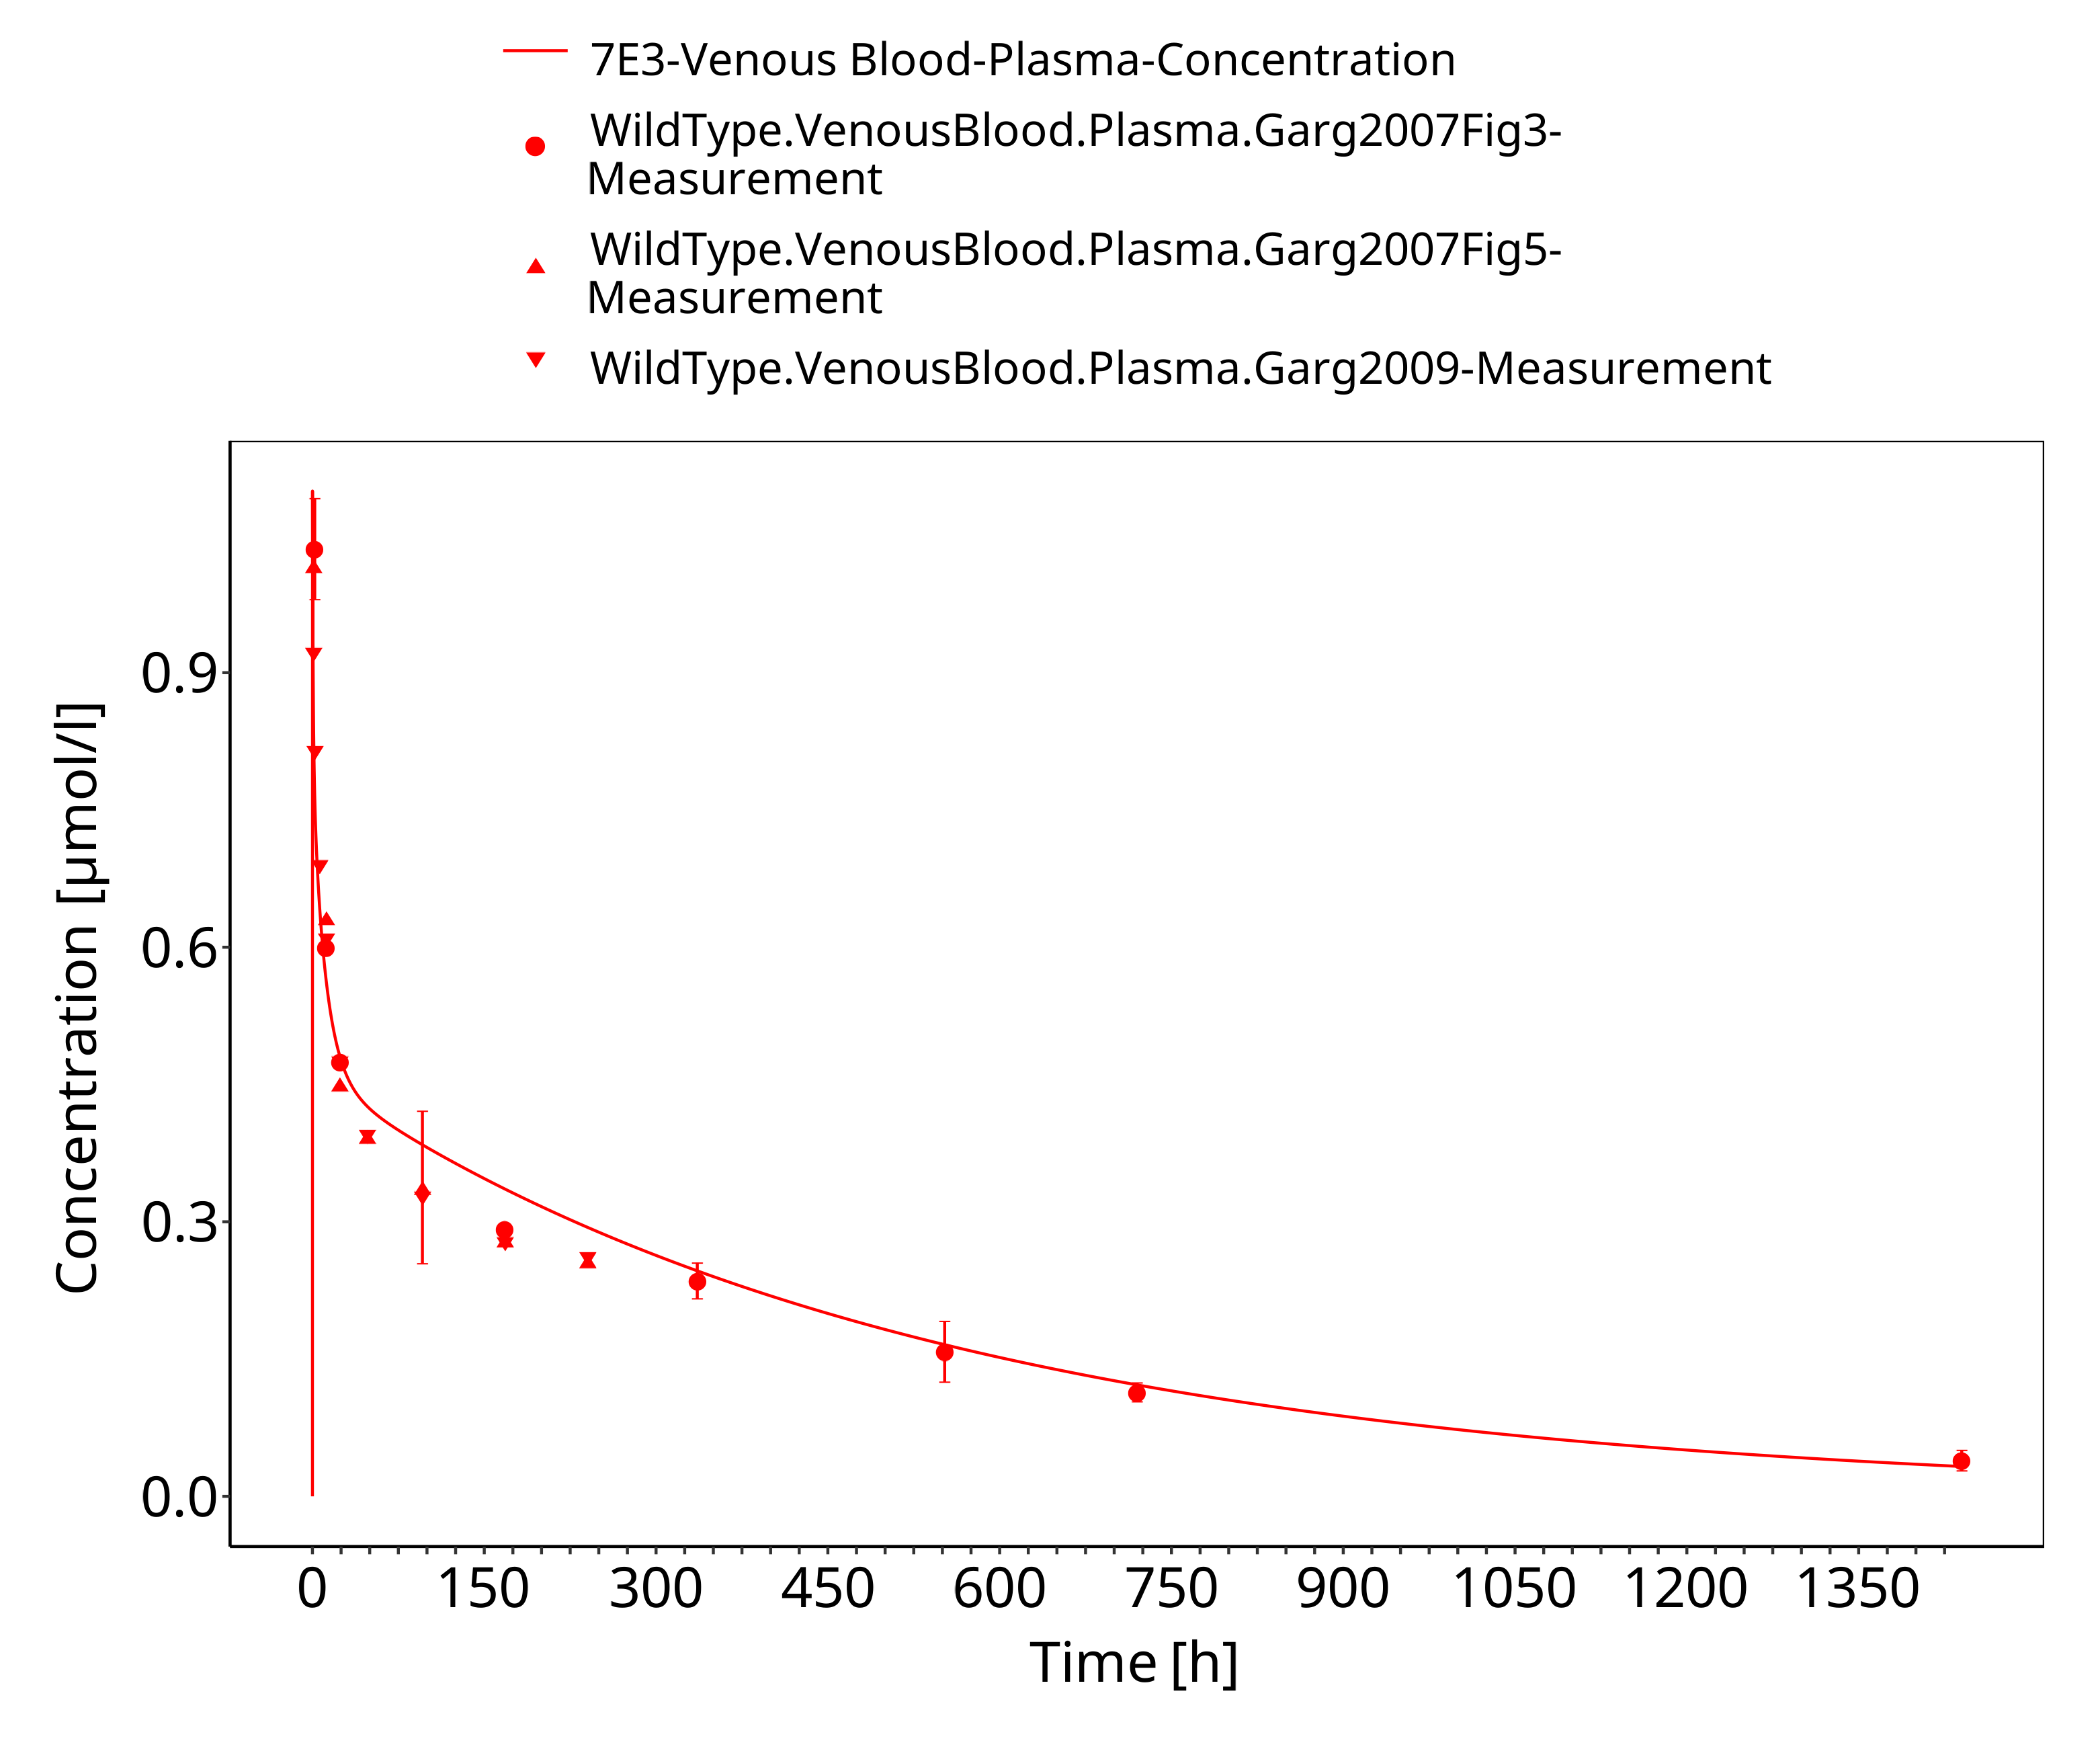 7E3-Venous Blood-Plasma-Concentration
WildType.VenousBlood.Plasma.Garg2007Fig3-
Measurement
WildType.VenousBlood.Plasma.Garg2007Fig5-
Measurement
WildType.VenousBlood.Plasma.Garg2009-Measurement
Concentration [µmol/l]
0.9
0.6
0.3
0.0
0 150 300 450 600 750 900 1050 1200 1350
Time [h]